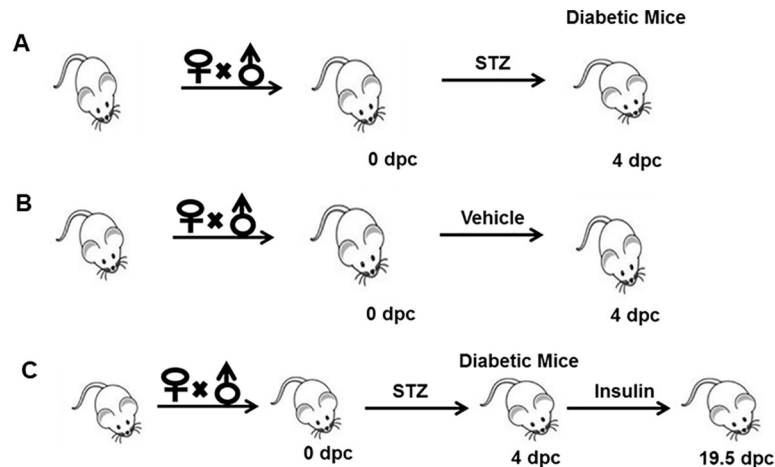 Diabetic Mice
A
STZ
0 dpc
4 dpc
B
Vehicle
0 dpc
4 dpc
C
Diabetic Mice
STZ
Insulin
0 dpc
4 dpc
19.5 dpc